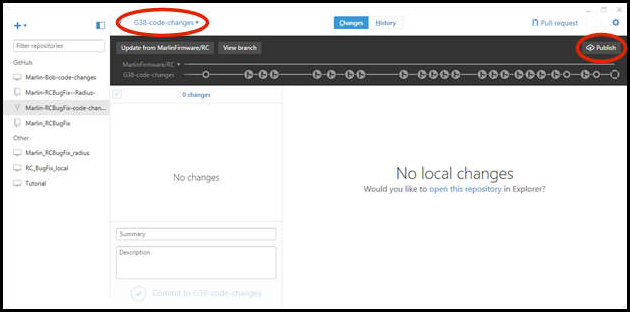 G38-code-changes
Changes
History
Pull request
Filter repositories
GitHub
Marlin-Bob-code-changes
Marlin-RCBugFix--Radius-
Marlin-RCBugFix-code-chan...
Marlin_RCBugFix
Other
Marlin_RCBugFix_radius
RC_BugFix_local
Tutorial
Update from MarlinFirmware/RC
View branch
Publish
MarlinFirmware/RC
G38-code-changes
0 changes
No changes
Summary
Description
Commit to G38-code-changes
No local changes
Would you like to open this repository in Explorer?